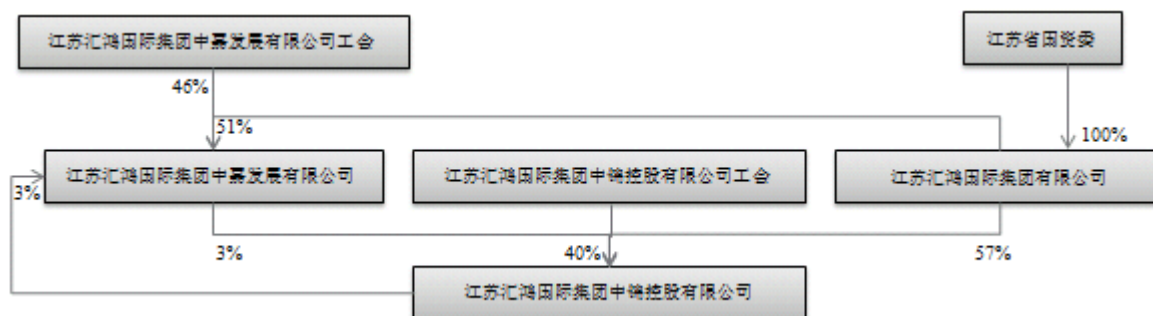 江苏汇鸿国际集团中嘉发展有限公司工会
江苏省国资委
46%
51%
100%
江苏汇鸿国际集团中嘉发展有限公司
江苏汇鸿国际集团中锦控股有限公司工会
江苏汇鸿国际集团有限公司
3%
3%
40%
57%
江苏汇鸿国际集团中锦控股有限公司